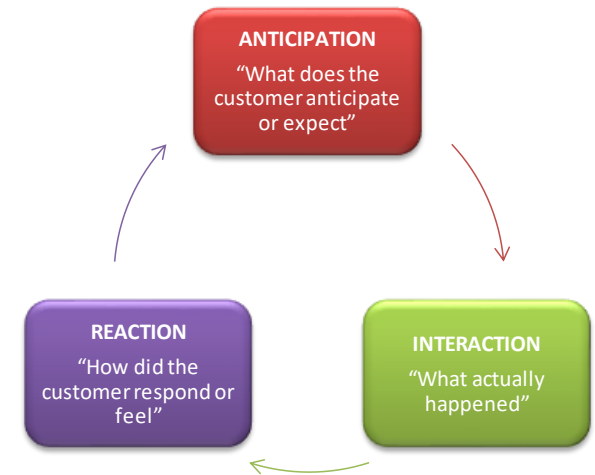 ANTICIPATION
“What does the
customer anticipate
or expect”
REACTION
“How did the
customer respond or
feel”
INTERACTION
“What actually
happened”